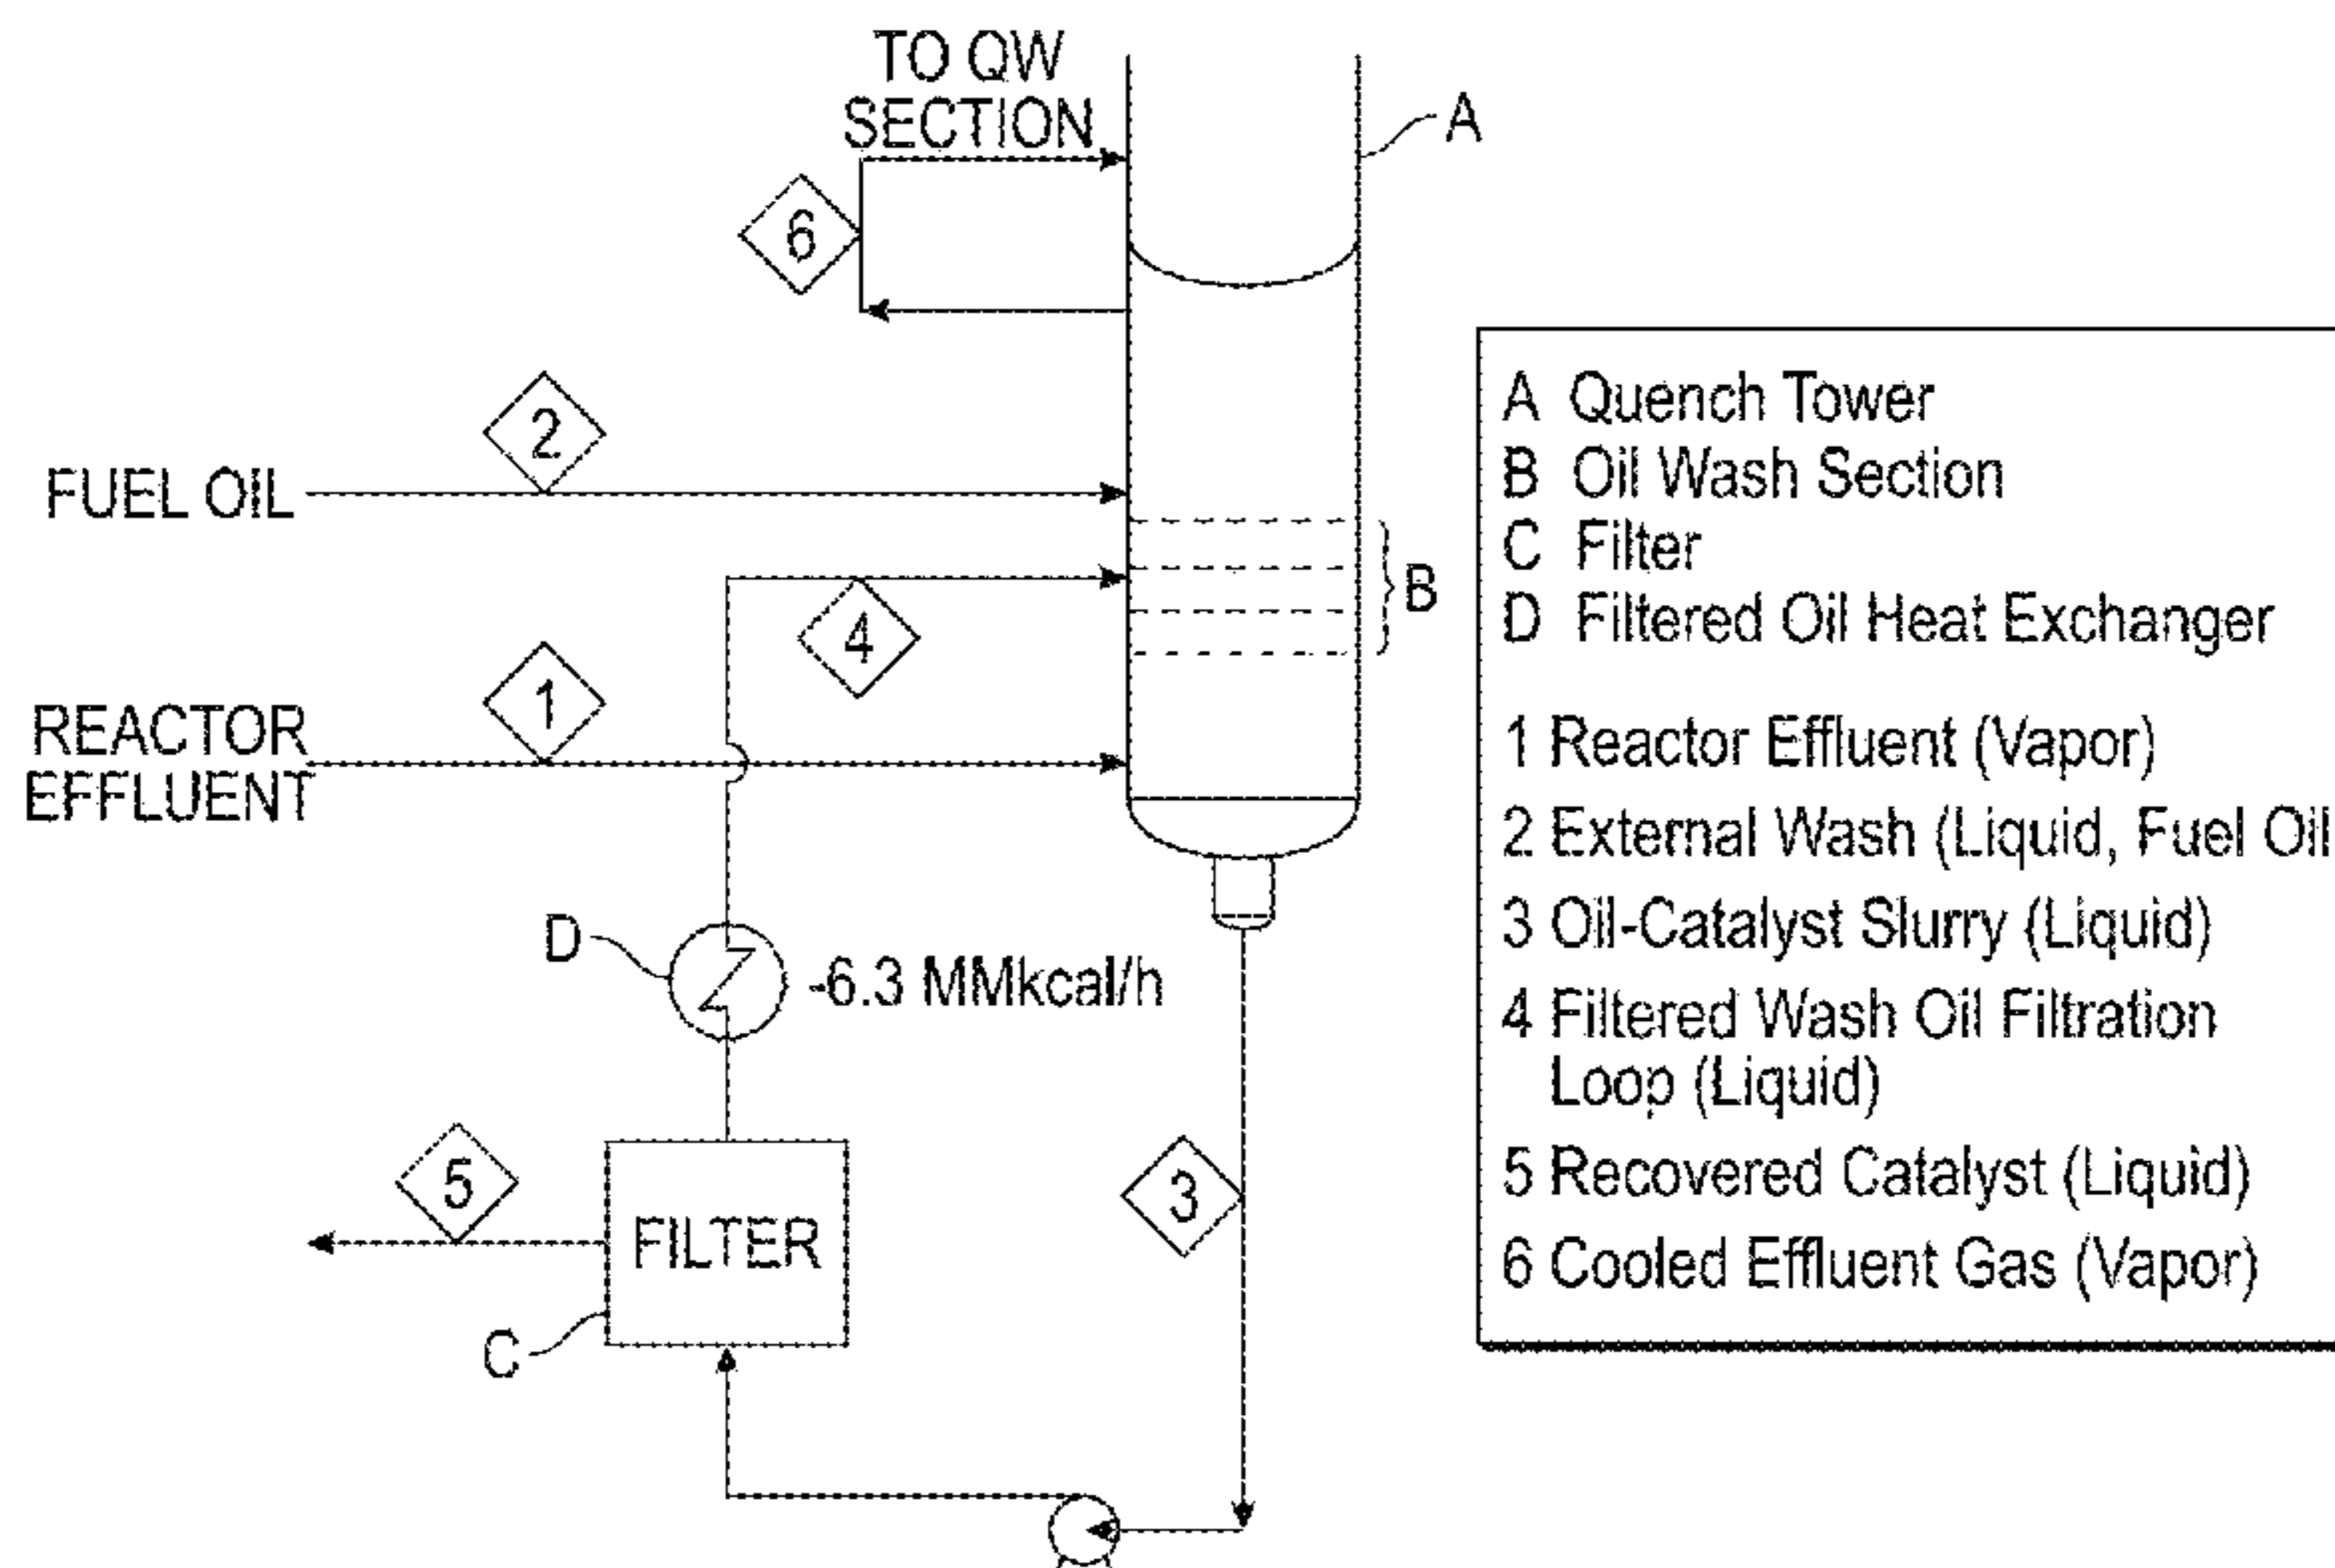 TO QW
SECTION
A
6
2
FUEL OIL
B
4
1
REACTOR
EFFLUENT
D
-6.3 MMkcal/h
5
FILTER
3
C
A Quench Tower
B Oil Wash Section
C Filter
D Filtered Oil Heat Exchanger
1 Reactor Effluent (Vapor)
2 External Wash (Liquid, Fuel Oil
3 Oil-Catalyst Slurry (Liquid)
4 Filtered Wash Oil Filtration
Loop (Liquid)
5 Recovered Catalyst (Liquid)
6 Cooled Effluent Gas (Vapor)